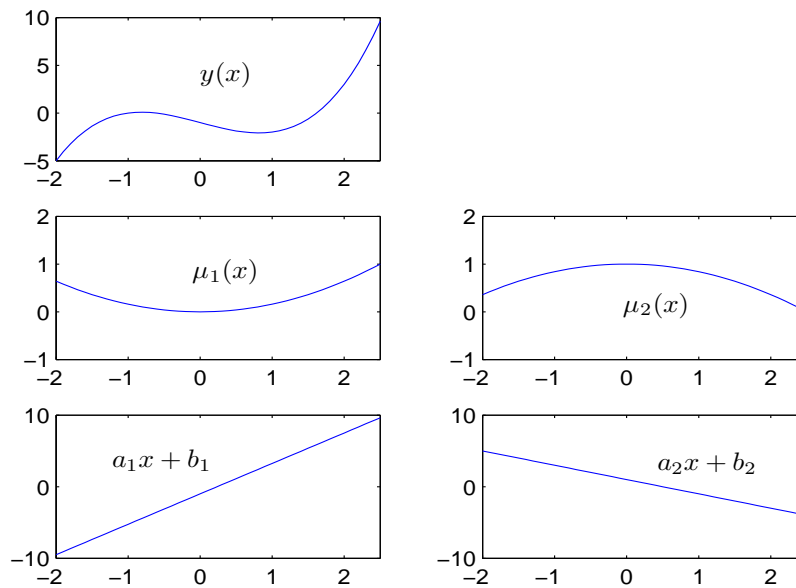 10
5
0
−5
−2 −1 0 1 2
y(x)
2
1
0
−1
−2 −1 0 1 2
μ₁(x)
2
1
0
−1
−2 −1 0 1 2
μ₂(x)
10
0
−10
−2 −1 0 1 2
a₁x + b₁
10
0
−10
−2 −1 0 1 2
a₂x + b₂